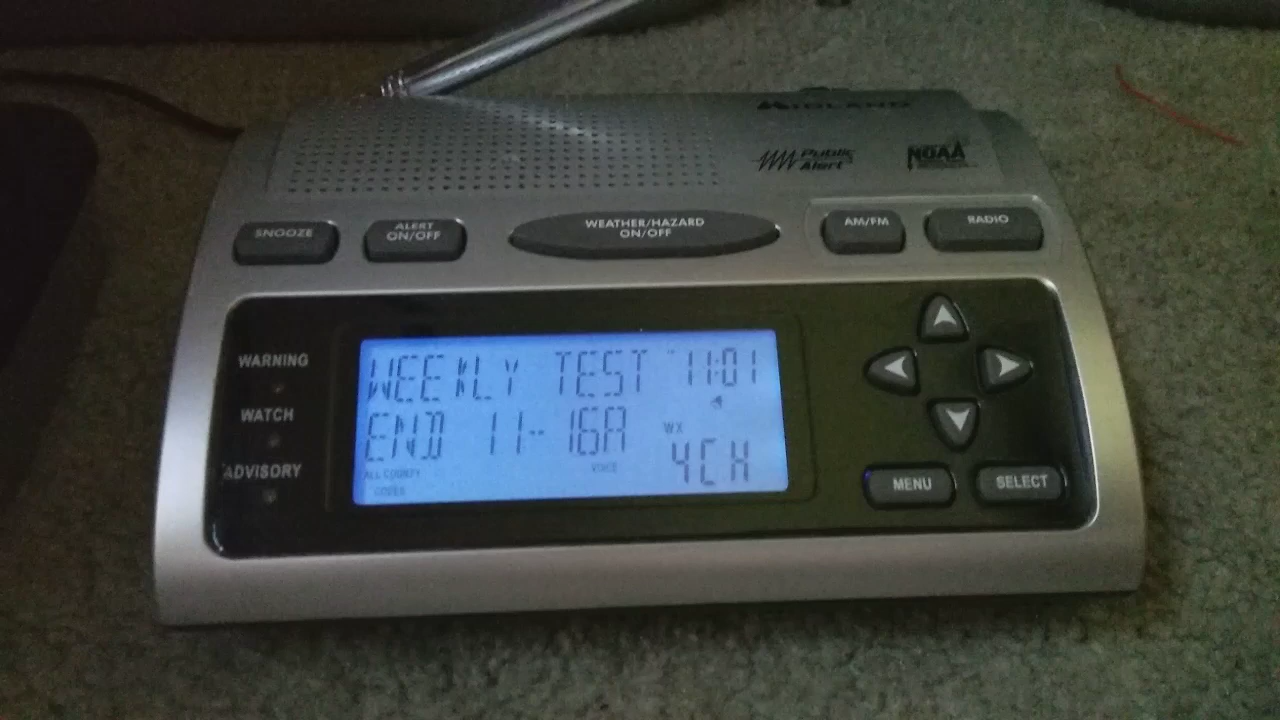 MIDLAND
Public
Alert
NOAA
SNOOZE
ALERT
ON/OFF
WEATHER/HAZARD
ON/OFF
AM/FM
RADIO
WARNING
WATCH
ADVISORY
WEEKLY TEST 11:01
END 11--16A
WX
4CH
ALL COUNTY
CODES
VOICE
MENU
SELECT